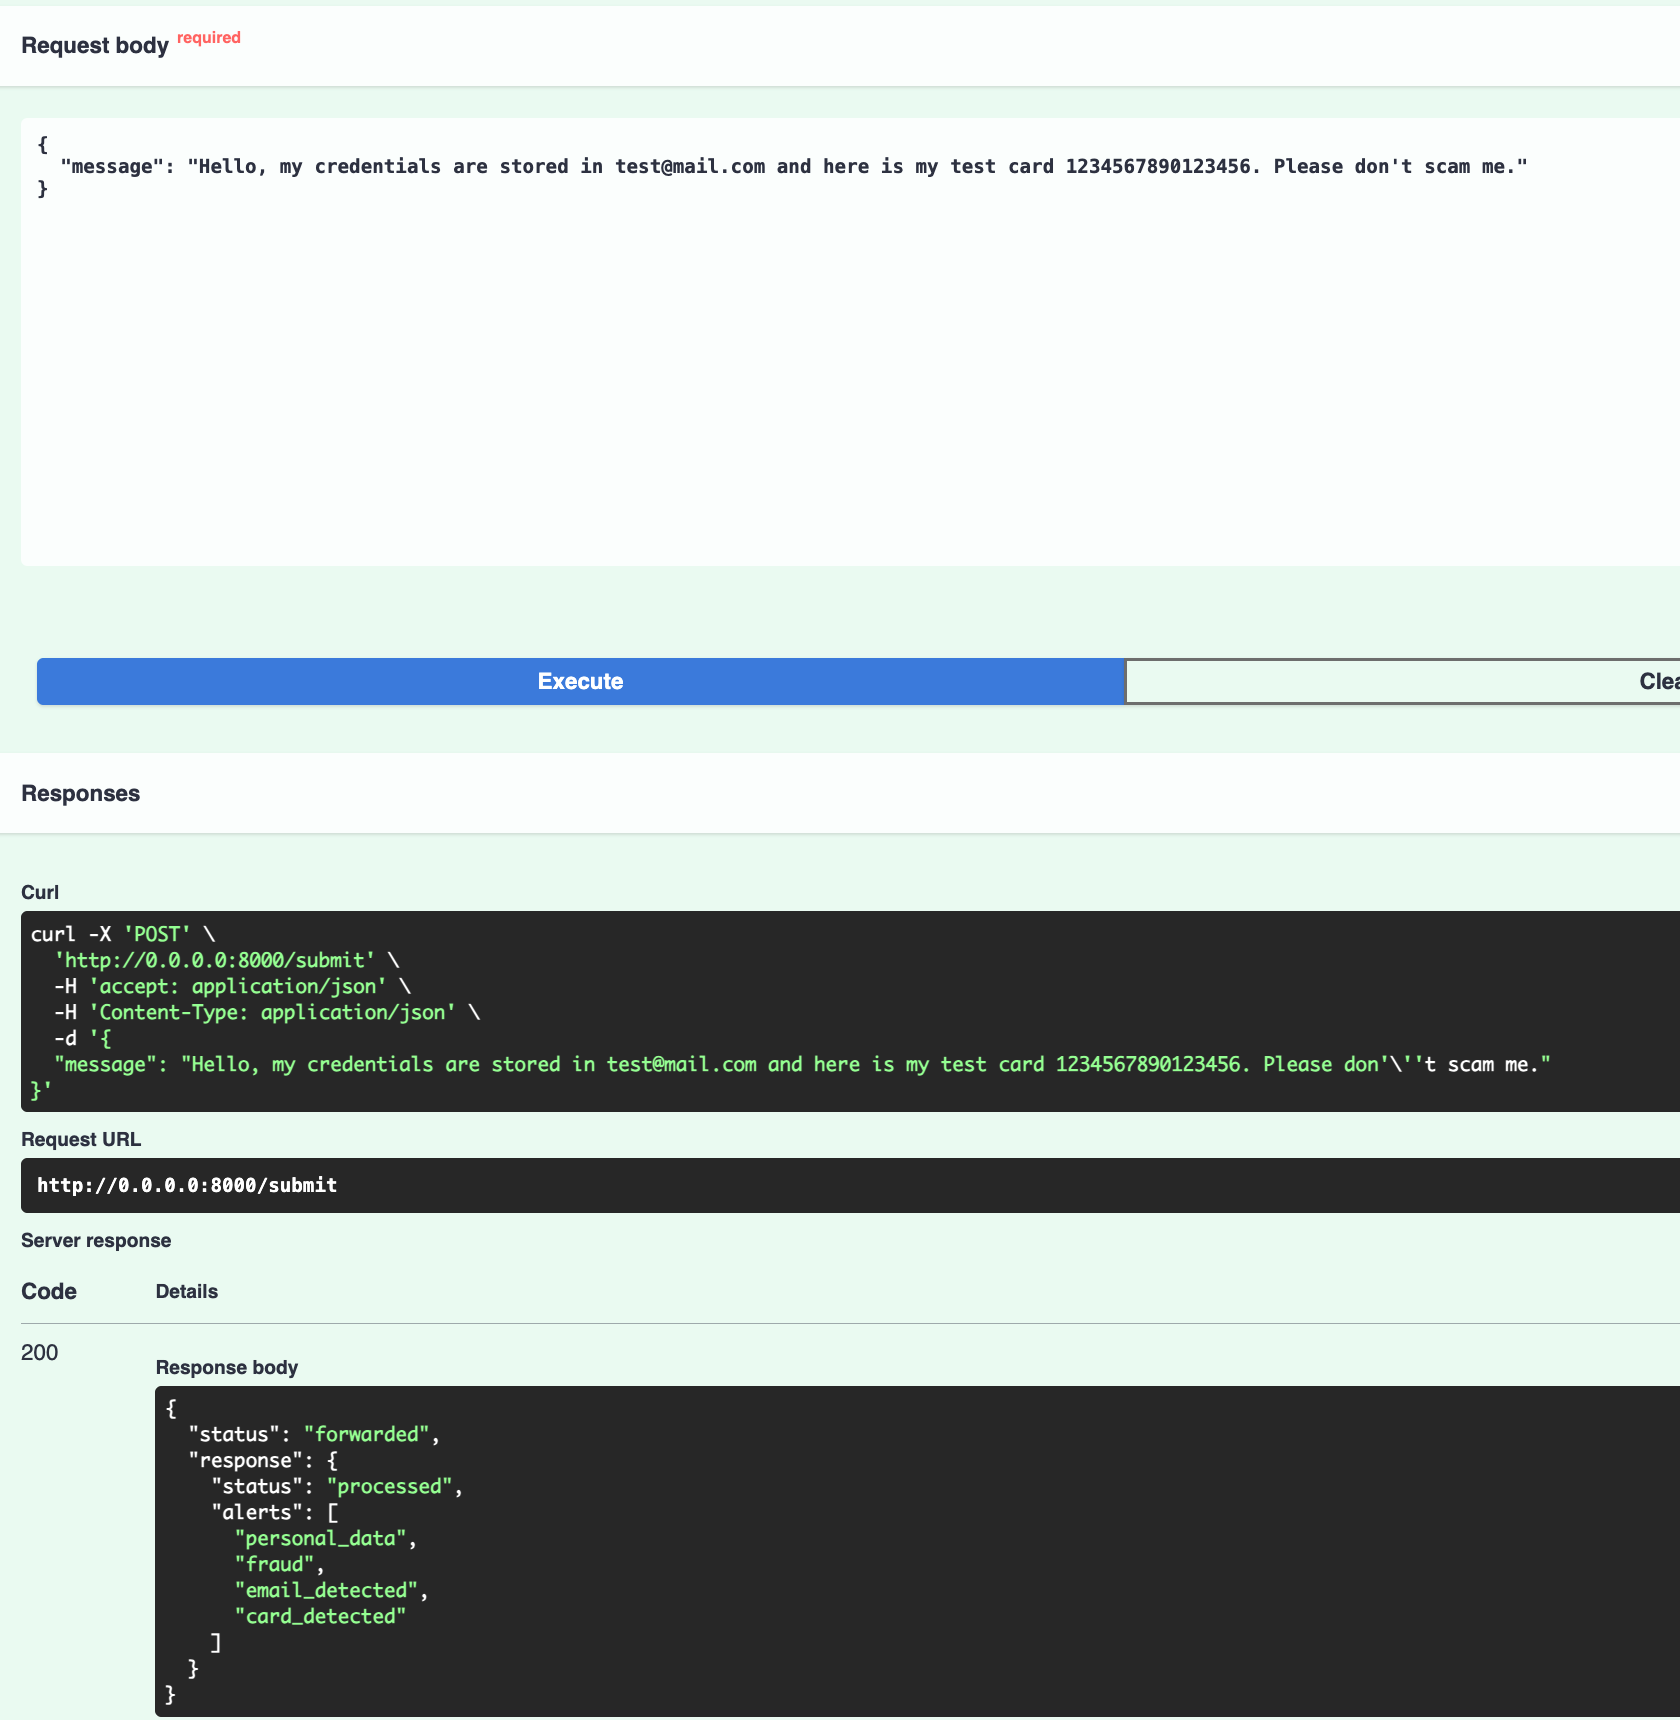 Request body required
{
  "message": "Hello, my credentials are stored in test@mail.com and here is my test card 1234567890123456. Please don't scam me."
}
Execute
Clea
Responses
Curl
curl -X 'POST' \
  'http://0.0.0.0:8000/submit' \
  -H 'accept: application/json' \
  -H 'Content-Type: application/json' \
  -d '{
  "message": "Hello, my credentials are stored in test@mail.com and here is my test card 1234567890123456. Please don'\''t scam me."
}'
Request URL
http://0.0.0.0:8000/submit
Server response
Code Details
200
Response body
{
  "status": "forwarded",
  "response": {
    "status": "processed",
    "alerts": [
      "personal_data",
      "fraud",
      "email_detected",
      "card_detected"
    ]
  }
}